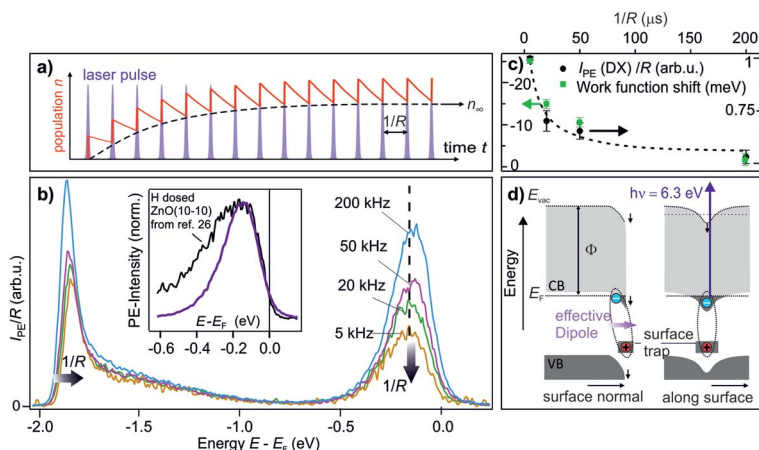 a)
laser pulse
population n
n∞
1/R
time t
1/R (μs)
0 50 100 150 200
c)
I_PE (DX) /R (arb.u.)
Work function shift (meV)
-20
-10
0
1
0.75
b)
I_PE/R (arb.u.)
0
H dosed
ZnO(10-10)
from ref. 26
PE-Intensity (norm.)
-0.6 -0.4 -0.2 0.0
E-E_F (eV)
200 kHz
50 kHz
20 kHz
5 kHz
1/R
1/R
-2.0 -1.5 -1.0 -0.5 0.0
Energy E - E_F (eV)
d)
hν = 6.3 eV
E_vac
Energy
Φ
CB
E_F
effective
Dipole
surface
trap
VB
surface normal
along surface